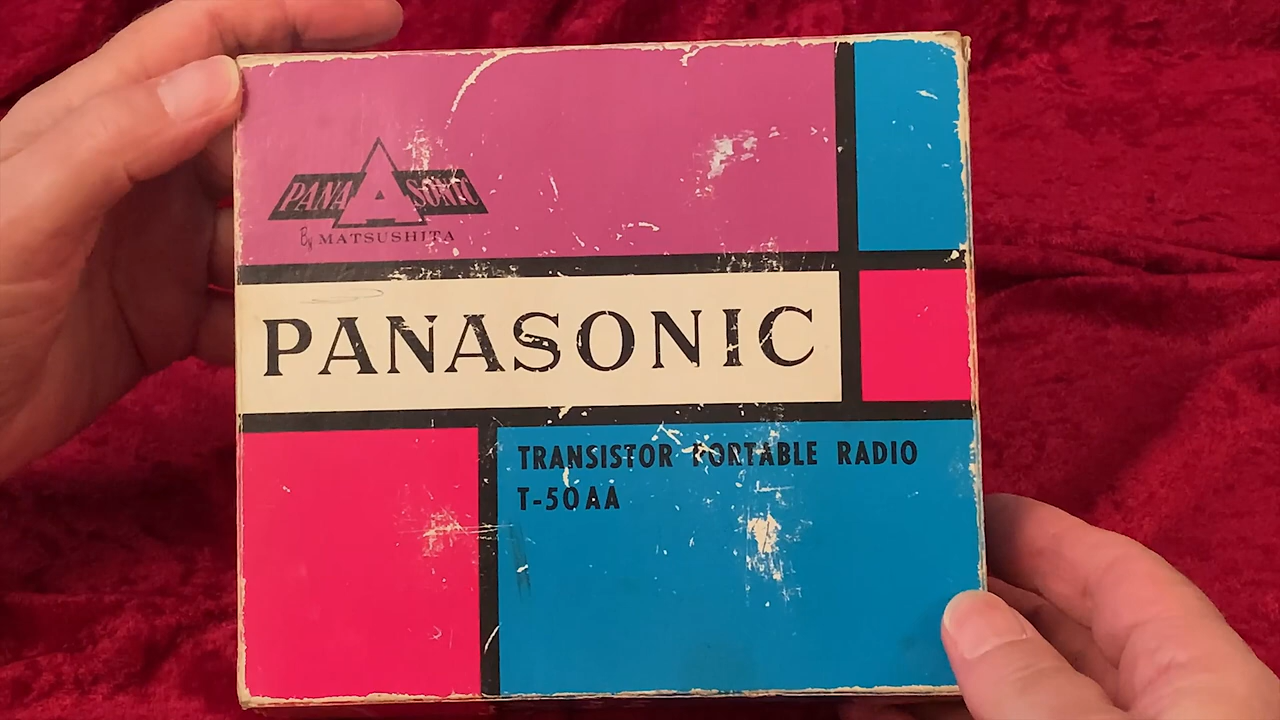 PANA A SONIC
By MATSUSHITA
PANASONIC
TRANSISTOR PORTABLE RADIO
T-50AA